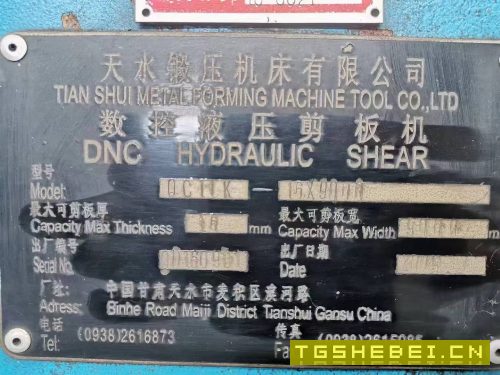 天水锻压机床有限公司
TIAN SHUI METAL FORMING MACHINE TOOL CO.,LTD
数控液压剪板机
DNC HYDRAULIC SHEAR
型号
Model:
最大可剪板厚
Capacity Max Thickness 16 mm
最大可剪板宽
Capacity Max Width
出厂编号
Serial No.
出厂日期
Date
厂址: 中国甘肃天水市麦积区滨河路
Adress: Binhe Road Maiji District Tianshui Gansu China
电话
Tel: (0938)2616873
传真
TGSHEBEI.CN